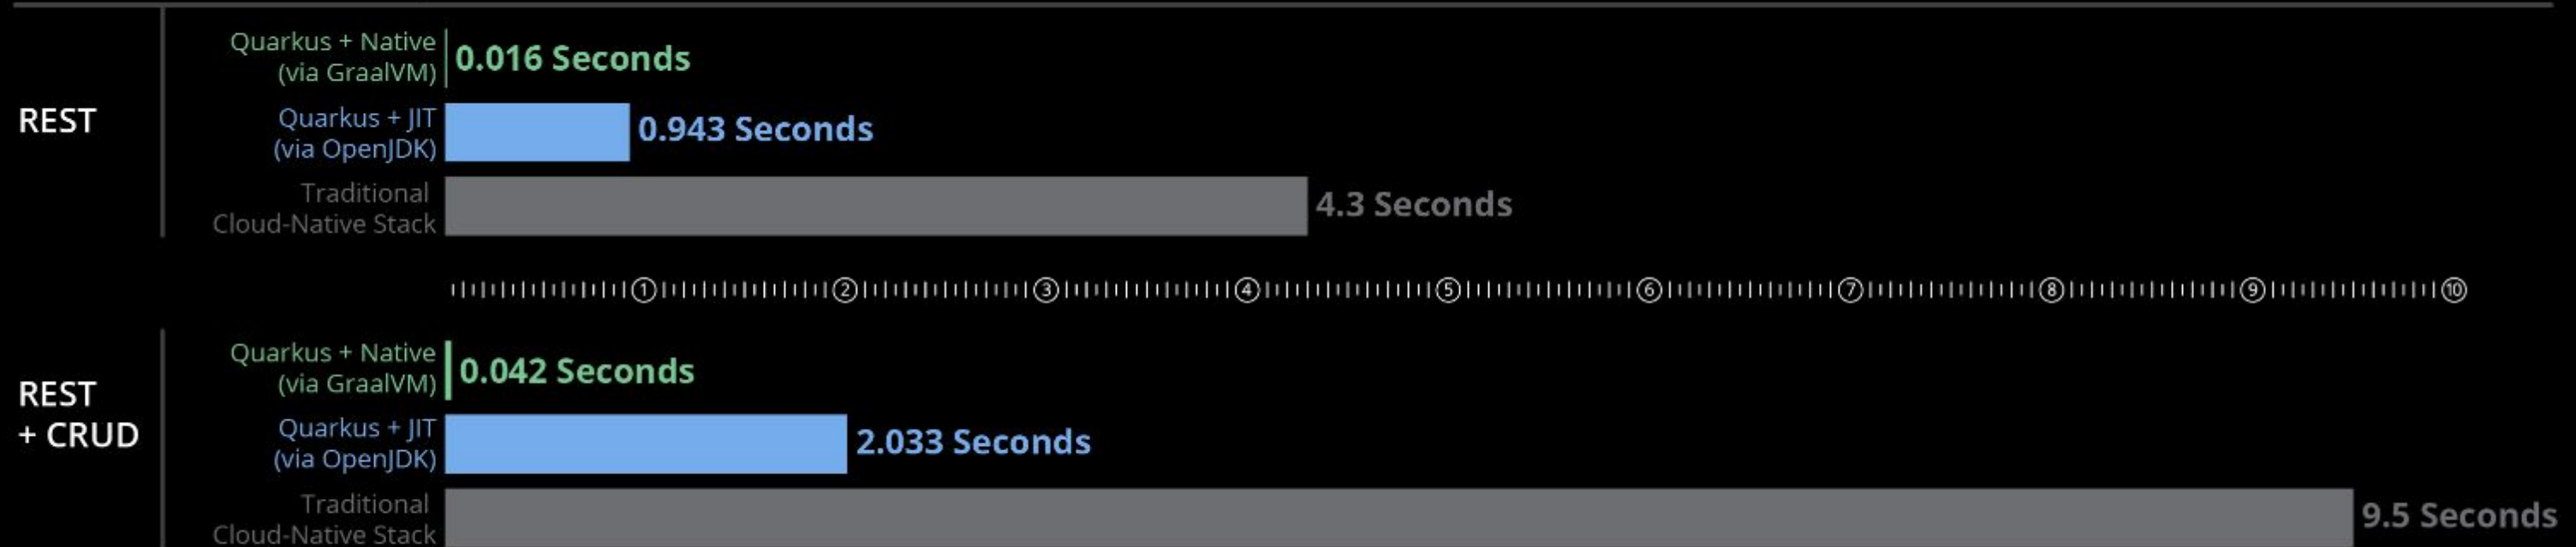 REST
Quarkus + Native
(via GraalVM)
0.016 Seconds
Quarkus + JIT
(via OpenJDK)
0.943 Seconds
Traditional
Cloud-Native Stack
4.3 Seconds
1 2 3 4 5 6 7 8 9 10
REST
+ CRUD
Quarkus + Native
(via GraalVM)
0.042 Seconds
Quarkus + JIT
(via OpenJDK)
2.033 Seconds
Traditional
Cloud-Native Stack
9.5 Seconds